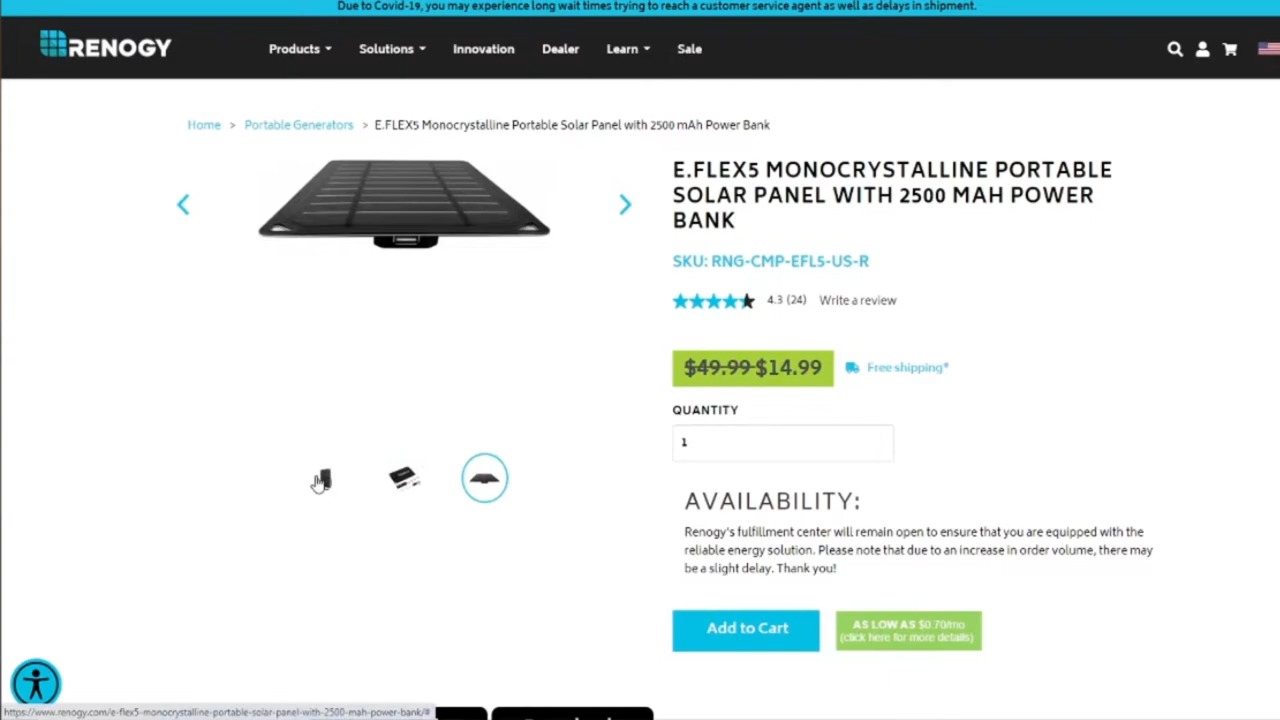 Due to Covid-19, you may experience long wait times trying to reach a customer service agent as well as delays in shipment.
RENOGY
Products
Solutions
Innovation
Dealer
Learn
Sale
Home > Portable Generators > E.FLEX5 Monocrystalline Portable Solar Panel with 2500 mAh Power Bank
E.FLEX5 MONOCRYSTALLINE PORTABLE
SOLAR PANEL WITH 2500 MAH POWER
BANK
SKU: RNG-CMP-EFL5-US-R
4.3 (24) Write a review
$49.99 $14.99 Free shipping*
QUANTITY
1
AVAILABILITY:
Renogy's fulfillment center will remain open to ensure that you are equipped with the
reliable energy solution. Please note that due to an increase in order volume, there may
be a slight delay. Thank you!
Add to Cart
AS LOW AS $0.70/mo
(click here for more details)
https://www.renogy.com/e-flex5-monocrystalline-portable-solar-panel-with-2500-mah-power-bank/#